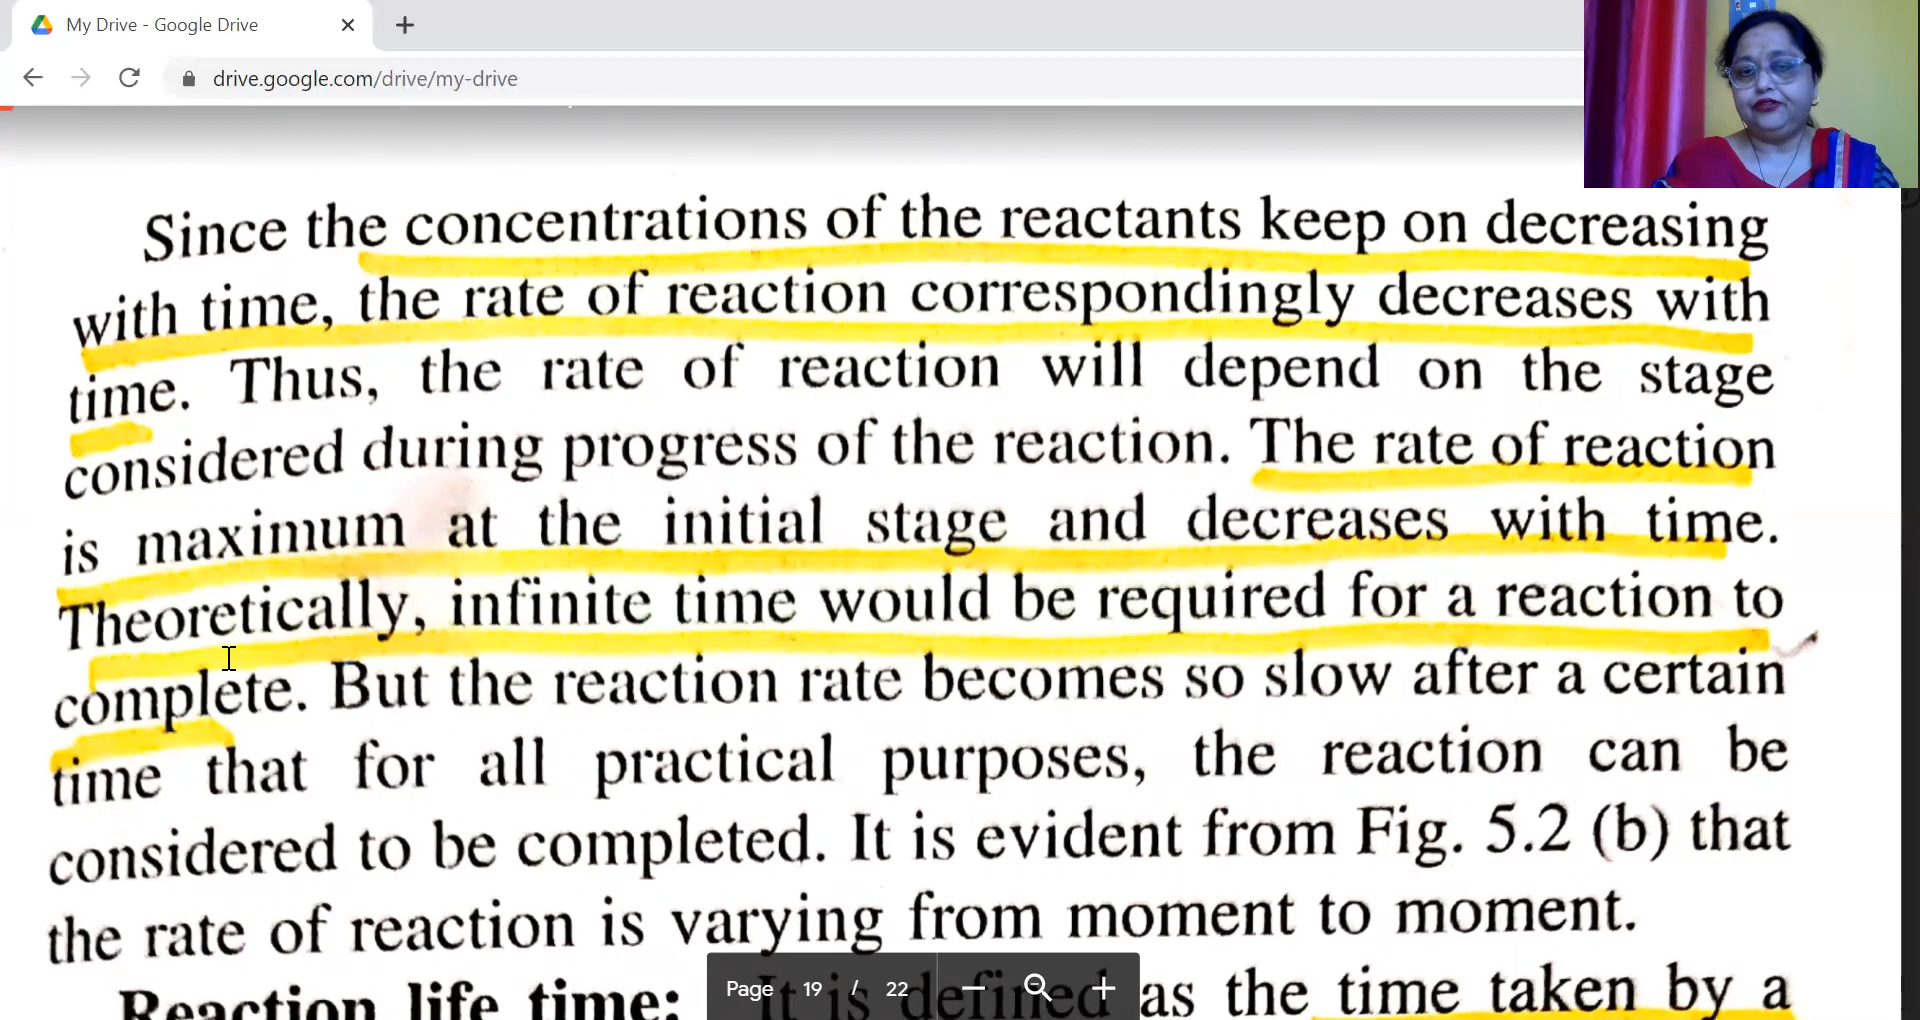 My Drive - Google Drive
drive.google.com/drive/my-drive
Since the concentrations of the reactants keep on decreasing
with time, the rate of reaction correspondingly decreases with
time. Thus, the rate of reaction will depend on the stage
considered during progress of the reaction. The rate of reaction
is maximum at the initial stage and decreases with time.
Theoretically, infinite time would be required for a reaction to
complete. But the reaction rate becomes so slow after a certain
time that for all practical purposes, the reaction can be
considered to be completed. It is evident from Fig. 5.2 (b) that
the rate of reaction is varying from moment to moment.
Reaction life time: It is defined as the time taken by a
Page 19 / 22